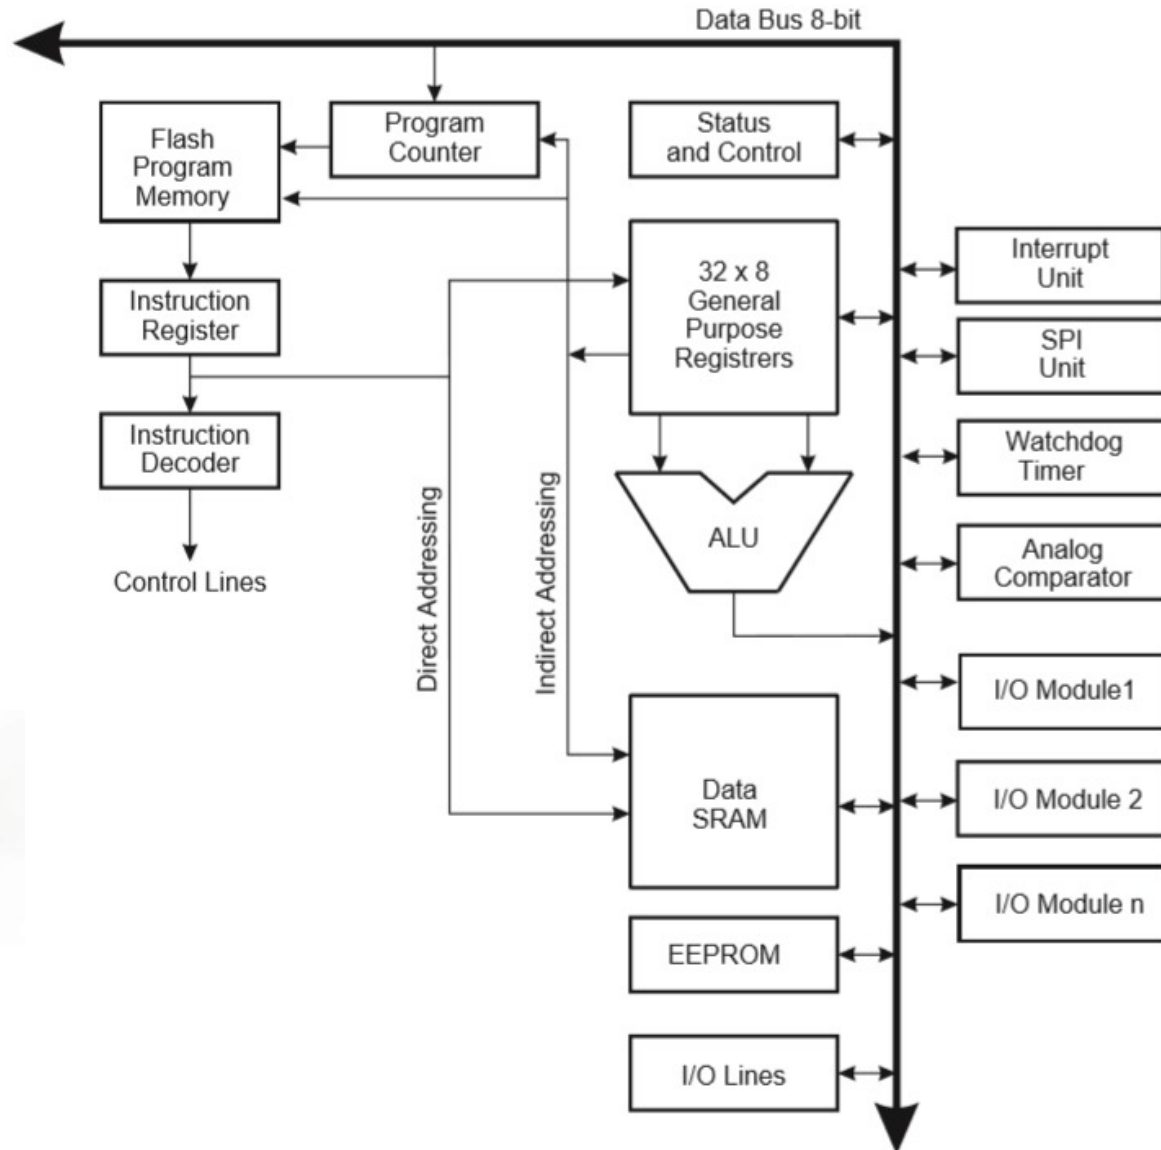 Data Bus 8-bit
Flash
Program
Memory
Program
Counter
Status
and Control
Interrupt
Unit
32 x 8
General
Purpose
Registrers
Instruction
Register
SPI
Unit
Instruction
Decoder
Watchdog
Timer
Control Lines
Direct Addressing
Indirect Addressing
ALU
Analog
Comparator
I/O Module1
Data
SRAM
I/O Module 2
I/O Module n
EEPROM
I/O Lines